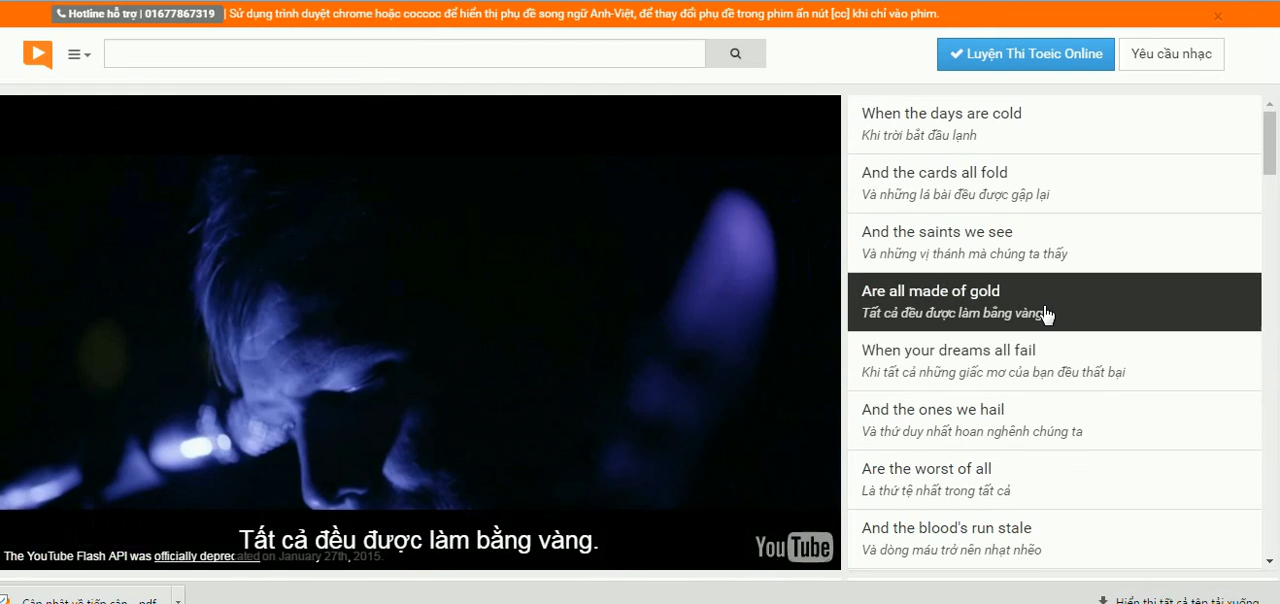 Hotline hỗ trợ | 01677867319 | Sử dụng trình duyệt chrome hoặc coccoc để hiển thị phụ đề song ngữ Anh-Việt, để thay đổi phụ đề trong phim ấn nút [cc] khi chỉ vào phim.
Luyện Thi Toeic Online
Yêu cầu nhạc
When the days are cold
Khi trời bắt đầu lạnh
And the cards all fold
Và những lá bài đều được gập lại
And the saints we see
Và những vị thánh mà chúng ta thấy
Are all made of gold
Tất cả đều được làm bằng vàng
When your dreams all fail
Khi tất cả những giấc mơ của bạn đều thất bại
And the ones we hail
Và thứ duy nhất hoan nghênh chúng ta
Are the worst of all
Là thứ tệ nhất trong tất cả
And the blood's run stale
Và dòng máu trở nên nhạt nhẽo
Tất cả đều được làm bằng vàng.
The YouTube Flash API was officially deprecated on January 27th, 2015.
YouTube
Cập nhật về tiếp cận....pdf
Hiển thị tất cả tệp tải xuống